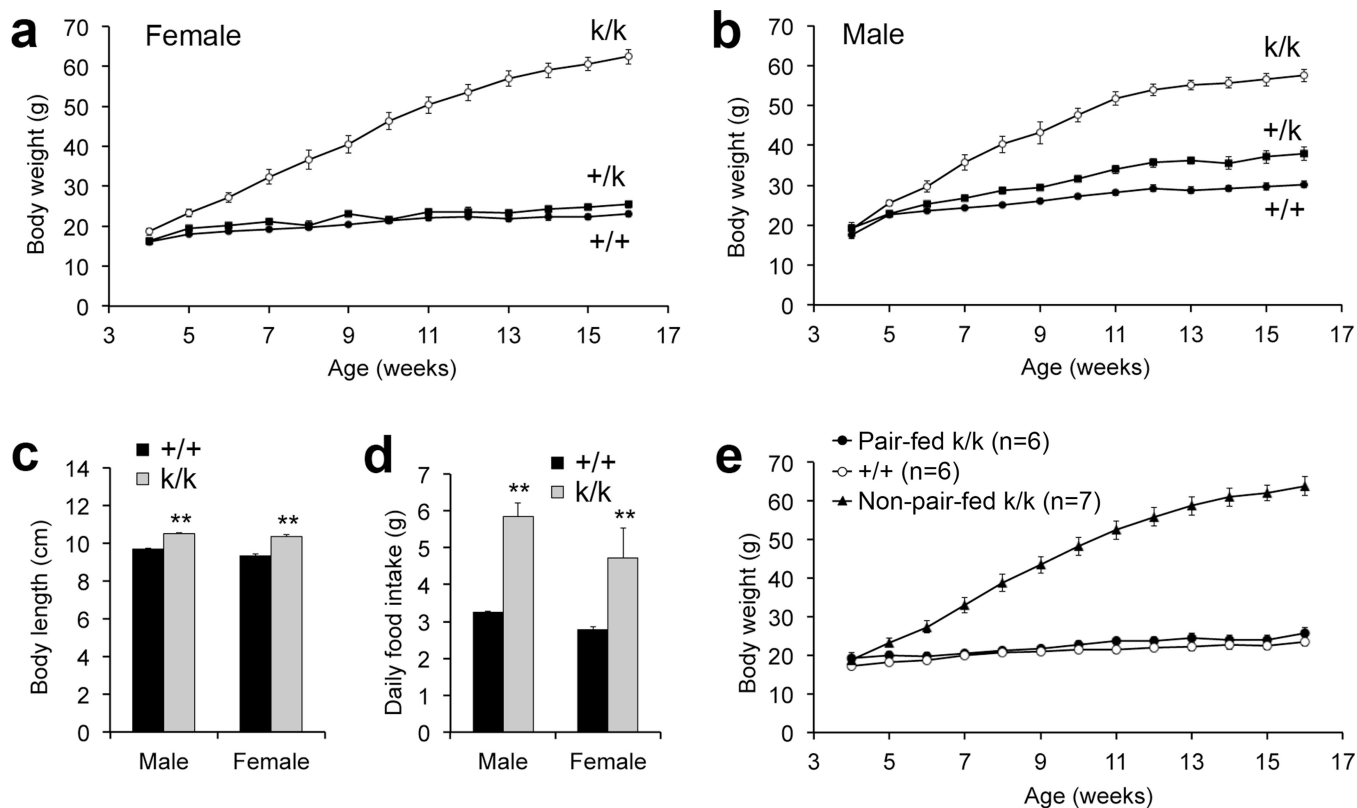 a
Female
k/k
+/k
+/+
Body weight (g)
70
60
50
40
30
20
10
0
3
5
7
9
11
13
15
17
Age (weeks)
b
Male
k/k
+/k
+/+
Body weight (g)
70
60
50
40
30
20
10
0
3
5
7
9
11
13
15
17
Age (weeks)
c
+/+
k/k
Body length (cm)
14
12
10
8
6
4
2
0
**
**
Male
Female
d
+/+
k/k
Daily food intake (g)
7
6
5
4
3
2
1
0
**
**
Male
Female
e
Pair-fed k/k (n=6)
+/+ (n=6)
Non-pair-fed k/k (n=7)
Body weight (g)
70
60
50
40
30
20
10
0
3
5
7
9
11
13
15
17
Age (weeks)